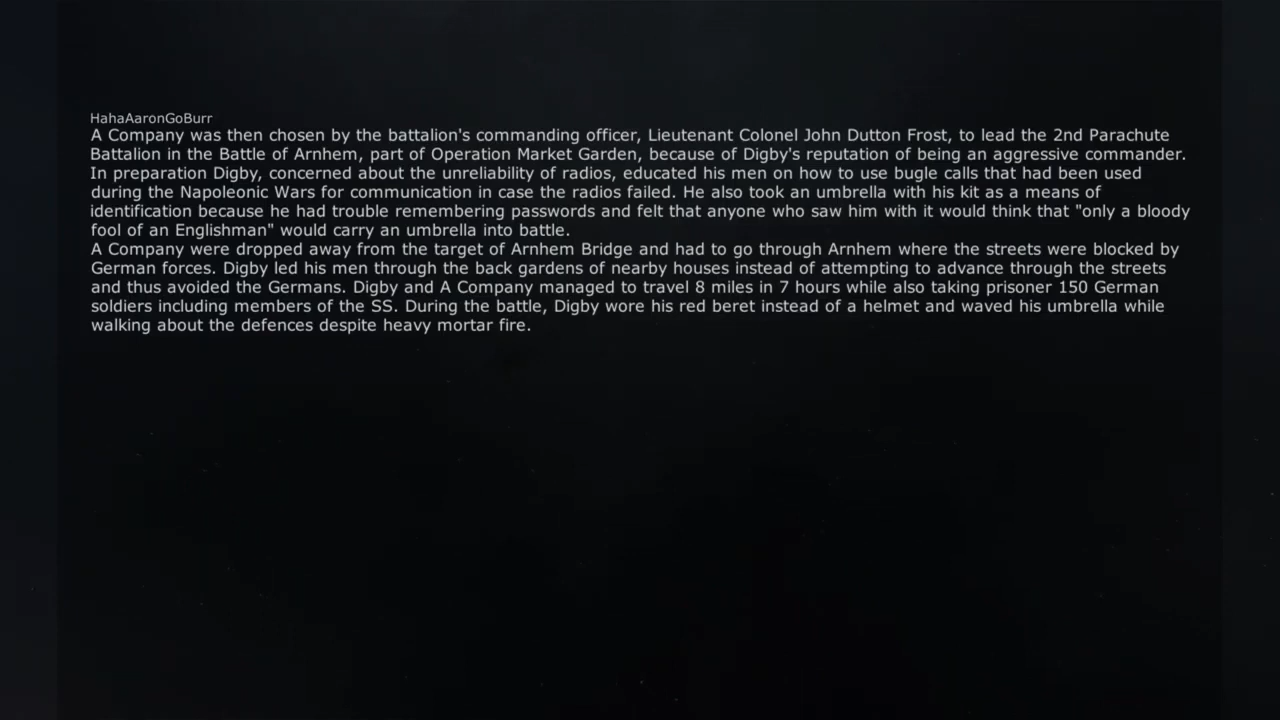 HahaAaronGoBurr
A Company was then chosen by the battalion's commanding officer, Lieutenant Colonel John Dutton Frost, to lead the 2nd Parachute
Battalion in the Battle of Arnhem, part of Operation Market Garden, because of Digby's reputation of being an aggressive commander.
In preparation Digby, concerned about the unreliability of radios, educated his men on how to use bugle calls that had been used
during the Napoleonic Wars for communication in case the radios failed. He also took an umbrella with his kit as a means of
identification because he had trouble remembering passwords and felt that anyone who saw him with it would think that "only a bloody
fool of an Englishman" would carry an umbrella into battle.
A Company were dropped away from the target of Arnhem Bridge and had to go through Arnhem where the streets were blocked by
German forces. Digby led his men through the back gardens of nearby houses instead of attempting to advance through the streets
and thus avoided the Germans. Digby and A Company managed to travel 8 miles in 7 hours while also taking prisoner 150 German
soldiers including members of the SS. During the battle, Digby wore his red beret instead of a helmet and waved his umbrella while
walking about the defences despite heavy mortar fire.